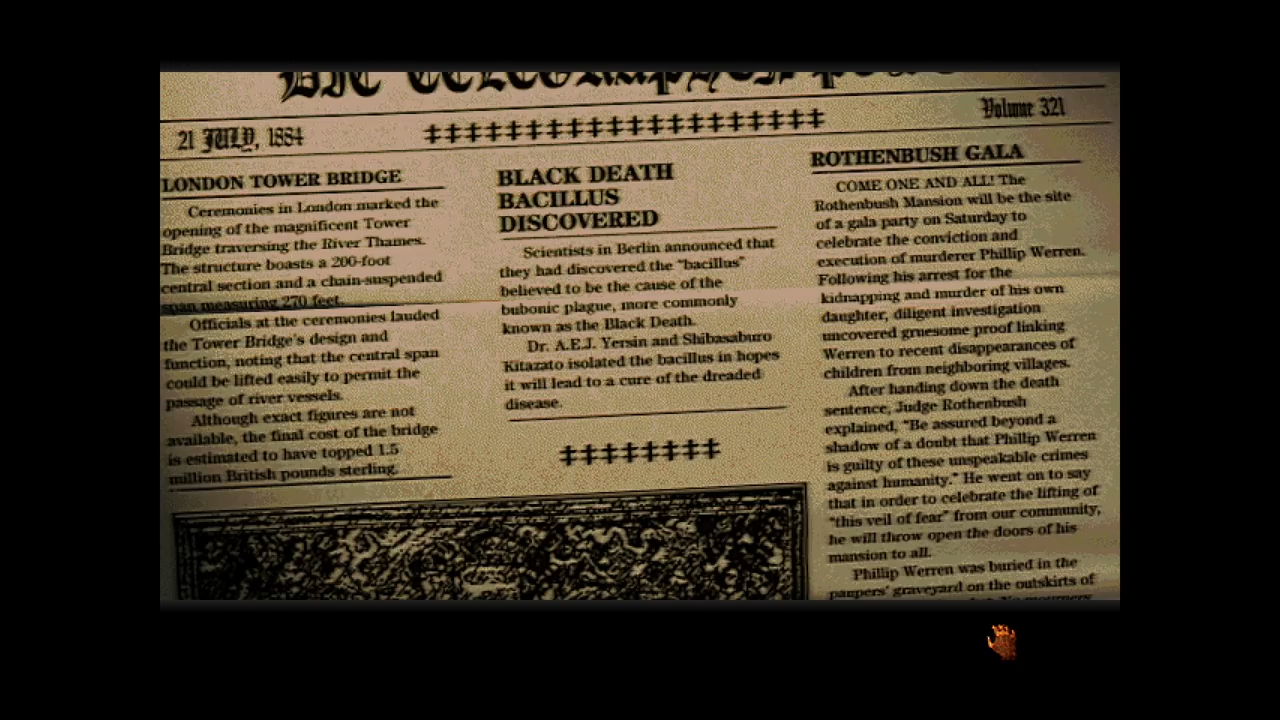 21 JULY, 1884
Volume 321
LONDON TOWER BRIDGE
Ceremonies in London marked the
opening of the magnificent Tower
Bridge traversing the River Thames.
The structure boasts a 200-foot
central section and a chain-suspended
span measuring 270 feet.
Officials at the ceremonies lauded
the Tower Bridge's design and
function, noting that the central span
could be lifted easily to permit the
passage of river vessels.
Although exact figures are not
available, the final cost of the bridge
is estimated to have topped 1.5
million British pounds sterling.
BLACK DEATH
BACILLUS
DISCOVERED
Scientists in Berlin announced that
they had discovered the "bacillus"
believed to be the cause of the
bubonic plague, more commonly
known as the Black Death.
Dr. A.E.J. Yersin and Shibasaburo
Kitazato isolated the bacillus in hopes
it will lead to a cure of the dreaded
disease.
ROTHENBUSH GALA
COME ONE AND ALL! The
Rothenbush Mansion will be the site
of a gala party on Saturday to
celebrate the conviction and
execution of murderer Phillip Werren.
Following his arrest for the
kidnapping and murder of his own
daughter, diligent investigation
uncovered gruesome proof linking
Werren to recent disappearances of
children from neighboring villages.
After handing down the death
sentence, Judge Rothenbush
explained, "Be assured beyond a
shadow of a doubt that Phillip Werren
is guilty of these unspeakable crimes
against humanity." He went on to say
that in order to celebrate the lifting of
"this veil of fear" from our community,
he will throw open the doors of his
mansion to all.
Phillip Werren was buried in the
paupers' graveyard on the outskirts of